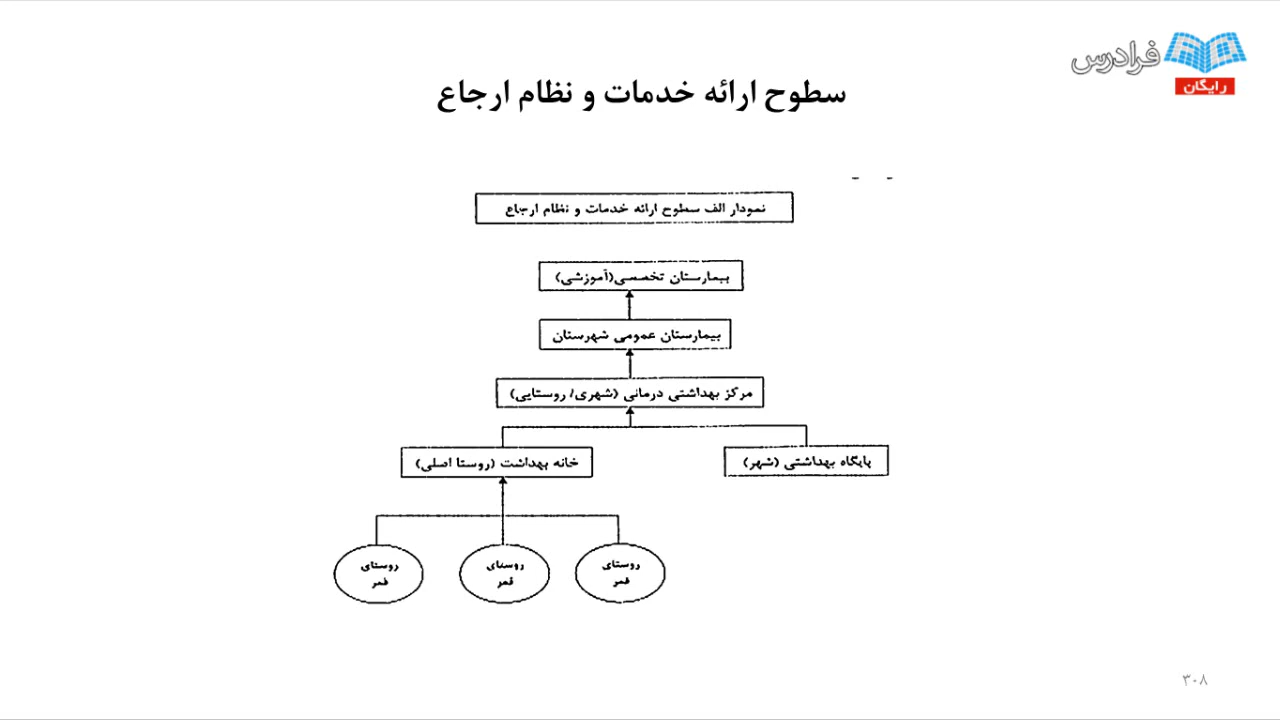 فرادرس
رایگان
سطوح ارائه خدمات و نظام ارجاع
نمودار الف سطوح ارائه خدمات و نظام ارجاع
بیمارستان تخصصی(آموزشی)
بیمارستان عمومی شهرستان
مرکز بهداشتی درمانی (شهری/ روستایی)
پایگاه بهداشتی (شهر)
خانه بهداشت (روستا اصلی)
روستای
قمر
روستای
قمر
روستای
قمر
۳۰۸